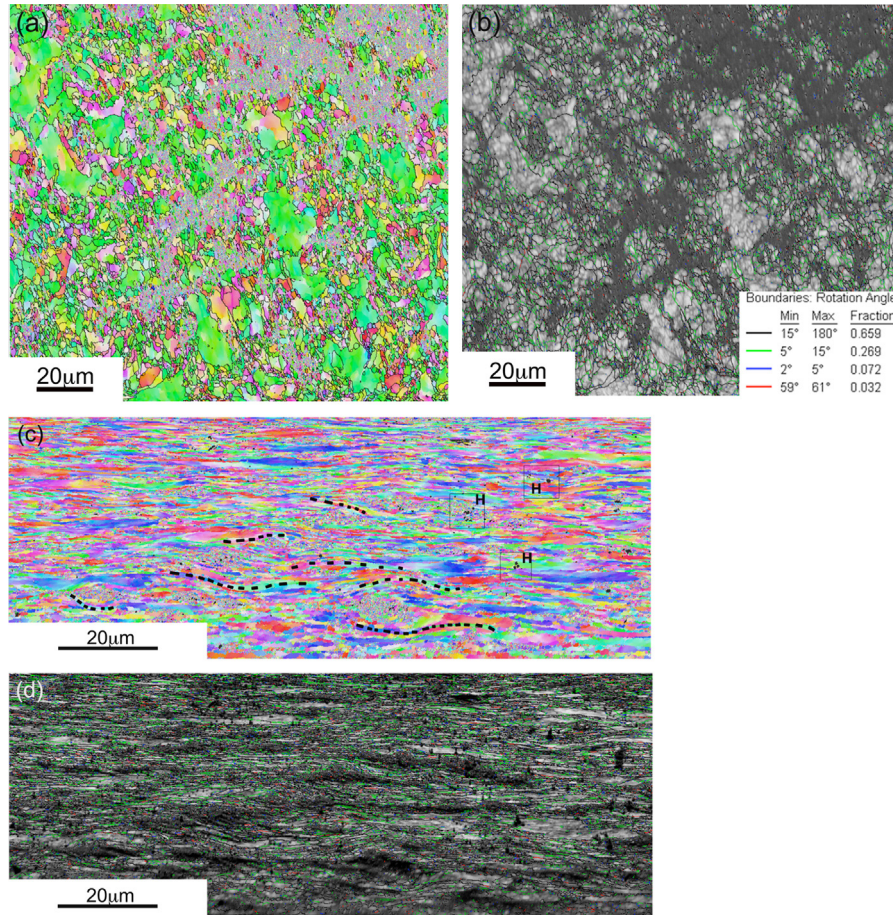 (a)
20μm
(b)
Boundaries: Rotation Angle
Min Max Fraction
15° 180° 0.659
5° 15° 0.269
2° 5° 0.072
59° 61° 0.032
20μm
(c)
H
H
H
20μm
(d)
20μm